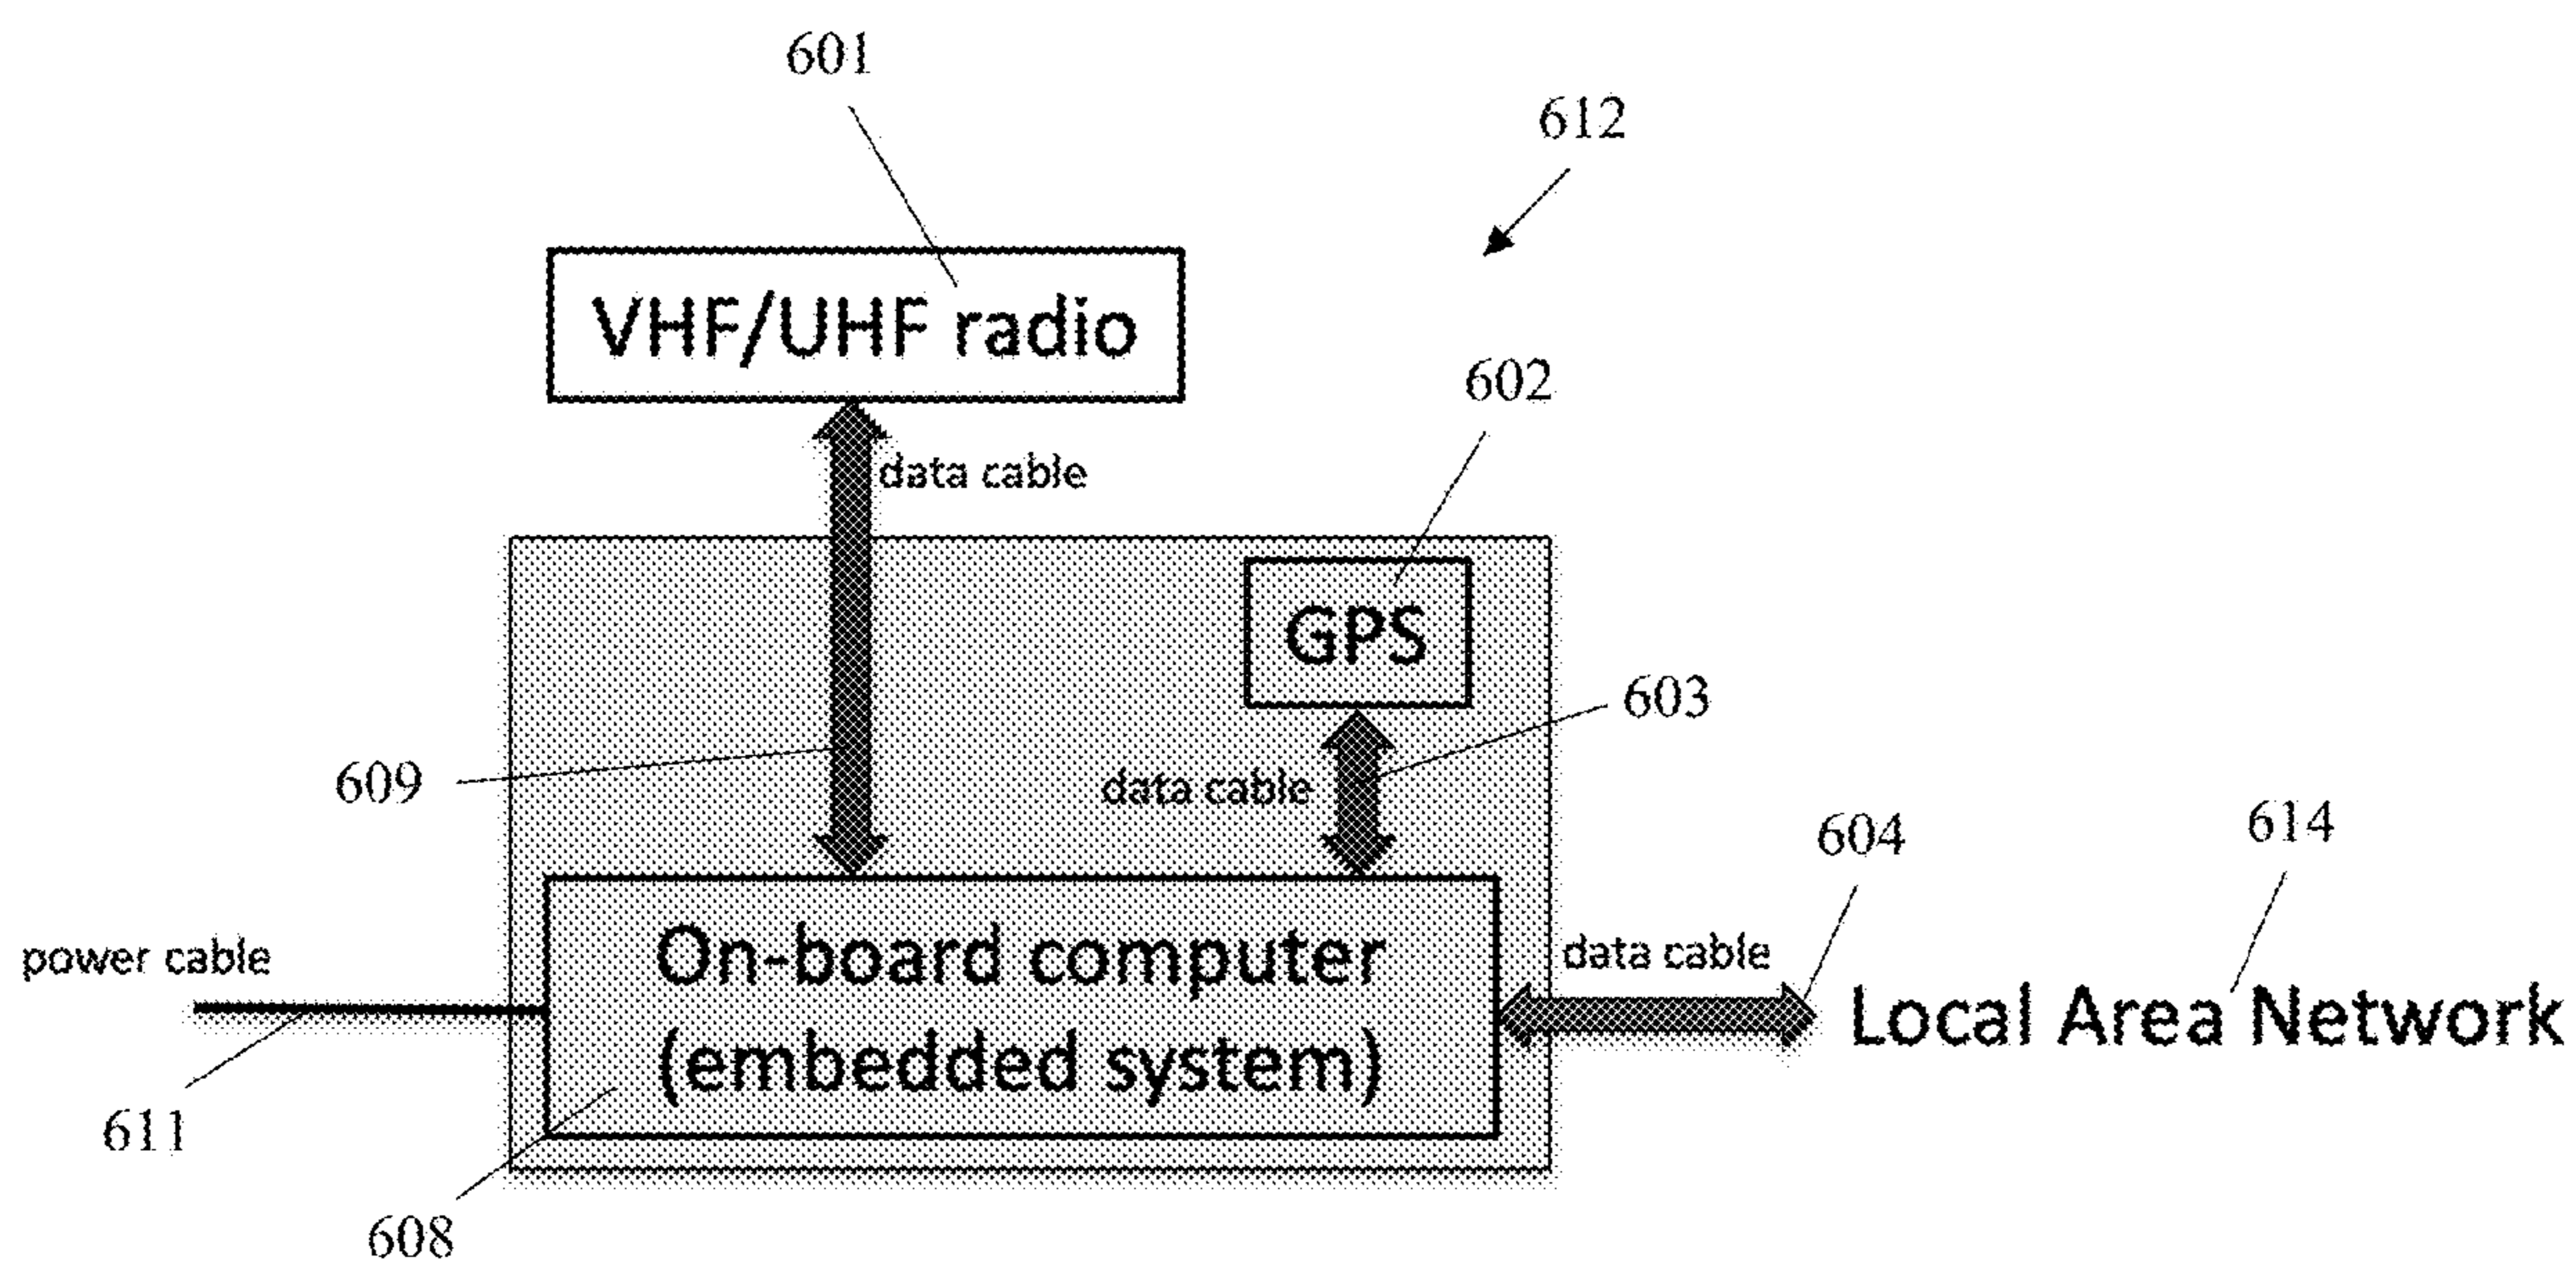 601
612
VHF/UHF radio
602
data cable
GPS
603
609
data cable
604
614
power cable
On-board computer
(embedded system)
data cable
Local Area Network
611
608